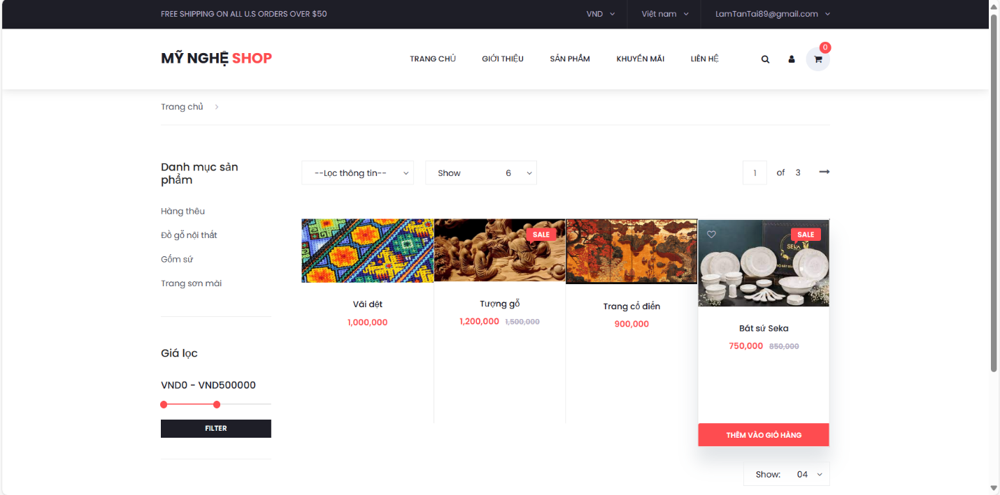 FREE SHIPPING ON ALL U.S ORDERS OVER $50
VND
Việt nam
LamTanTai89@gmail.com
MỸ NGHỆ SHOP
TRANG CHỦ
GIỚI THIỆU
SẢN PHẨM
KHUYẾN MÃI
LIÊN HỆ
0
Trang chủ
Danh mục sản
phẩm
Hàng thêu
Đồ gỗ nội thất
Gốm sứ
Trang sơn mài
Giá lọc
VND0 - VND500000
FILTER
--Lọc thông tin--
Show 6
1 of 3
Vãi dệt
1,000,000
SALE
Tượng gỗ
1,200,000 1,500,000
Trang cổ điển
900,000
SALE
SEKA
Bát sứ Seka
750,000 850,000
THÊM VÀO GIỎ HÀNG
Show: 04